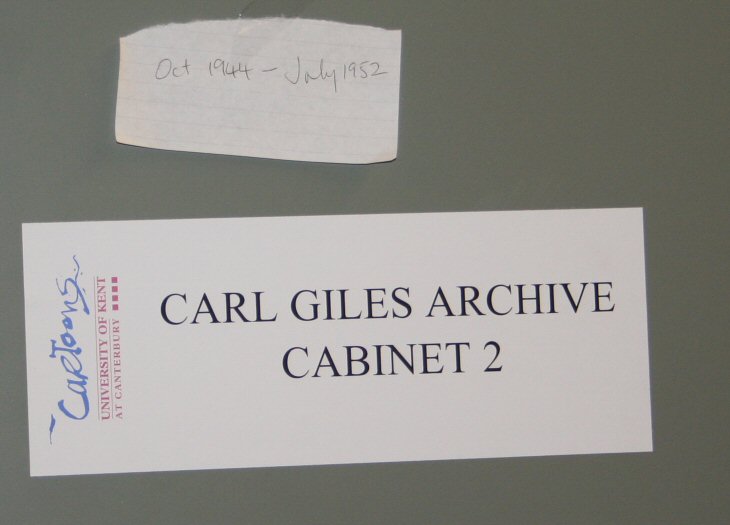 Oct 1944 - July 1952
CARL GILES ARCHIVE
CABINET 2
Cartoons
UNIVERSITY OF KENT
AT CANTERBURY